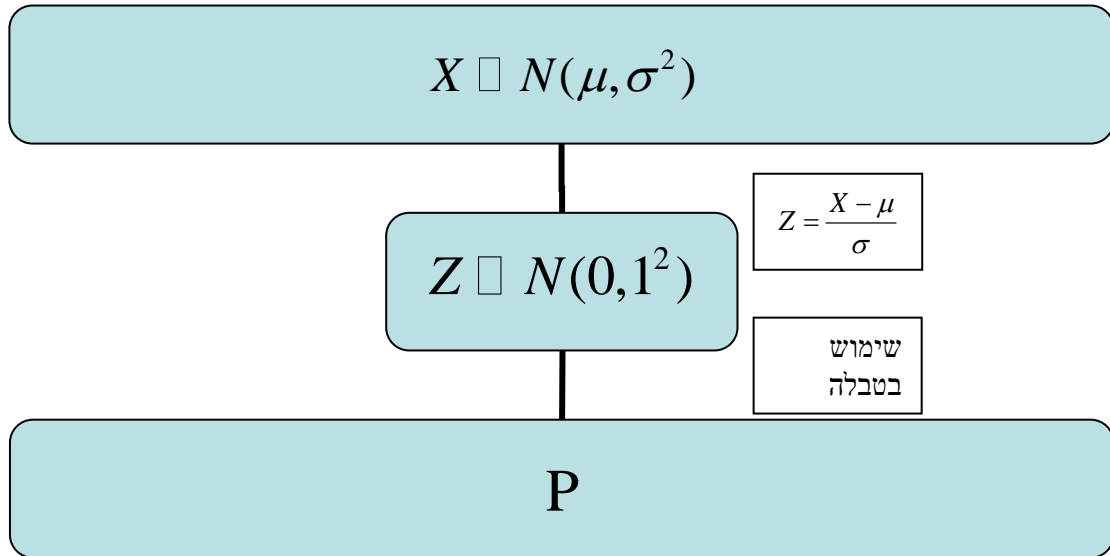 X □ N(μ,σ²)
Z = (X − μ) / σ
Z □ N(0,1²)
שימוש
בטבלה
P